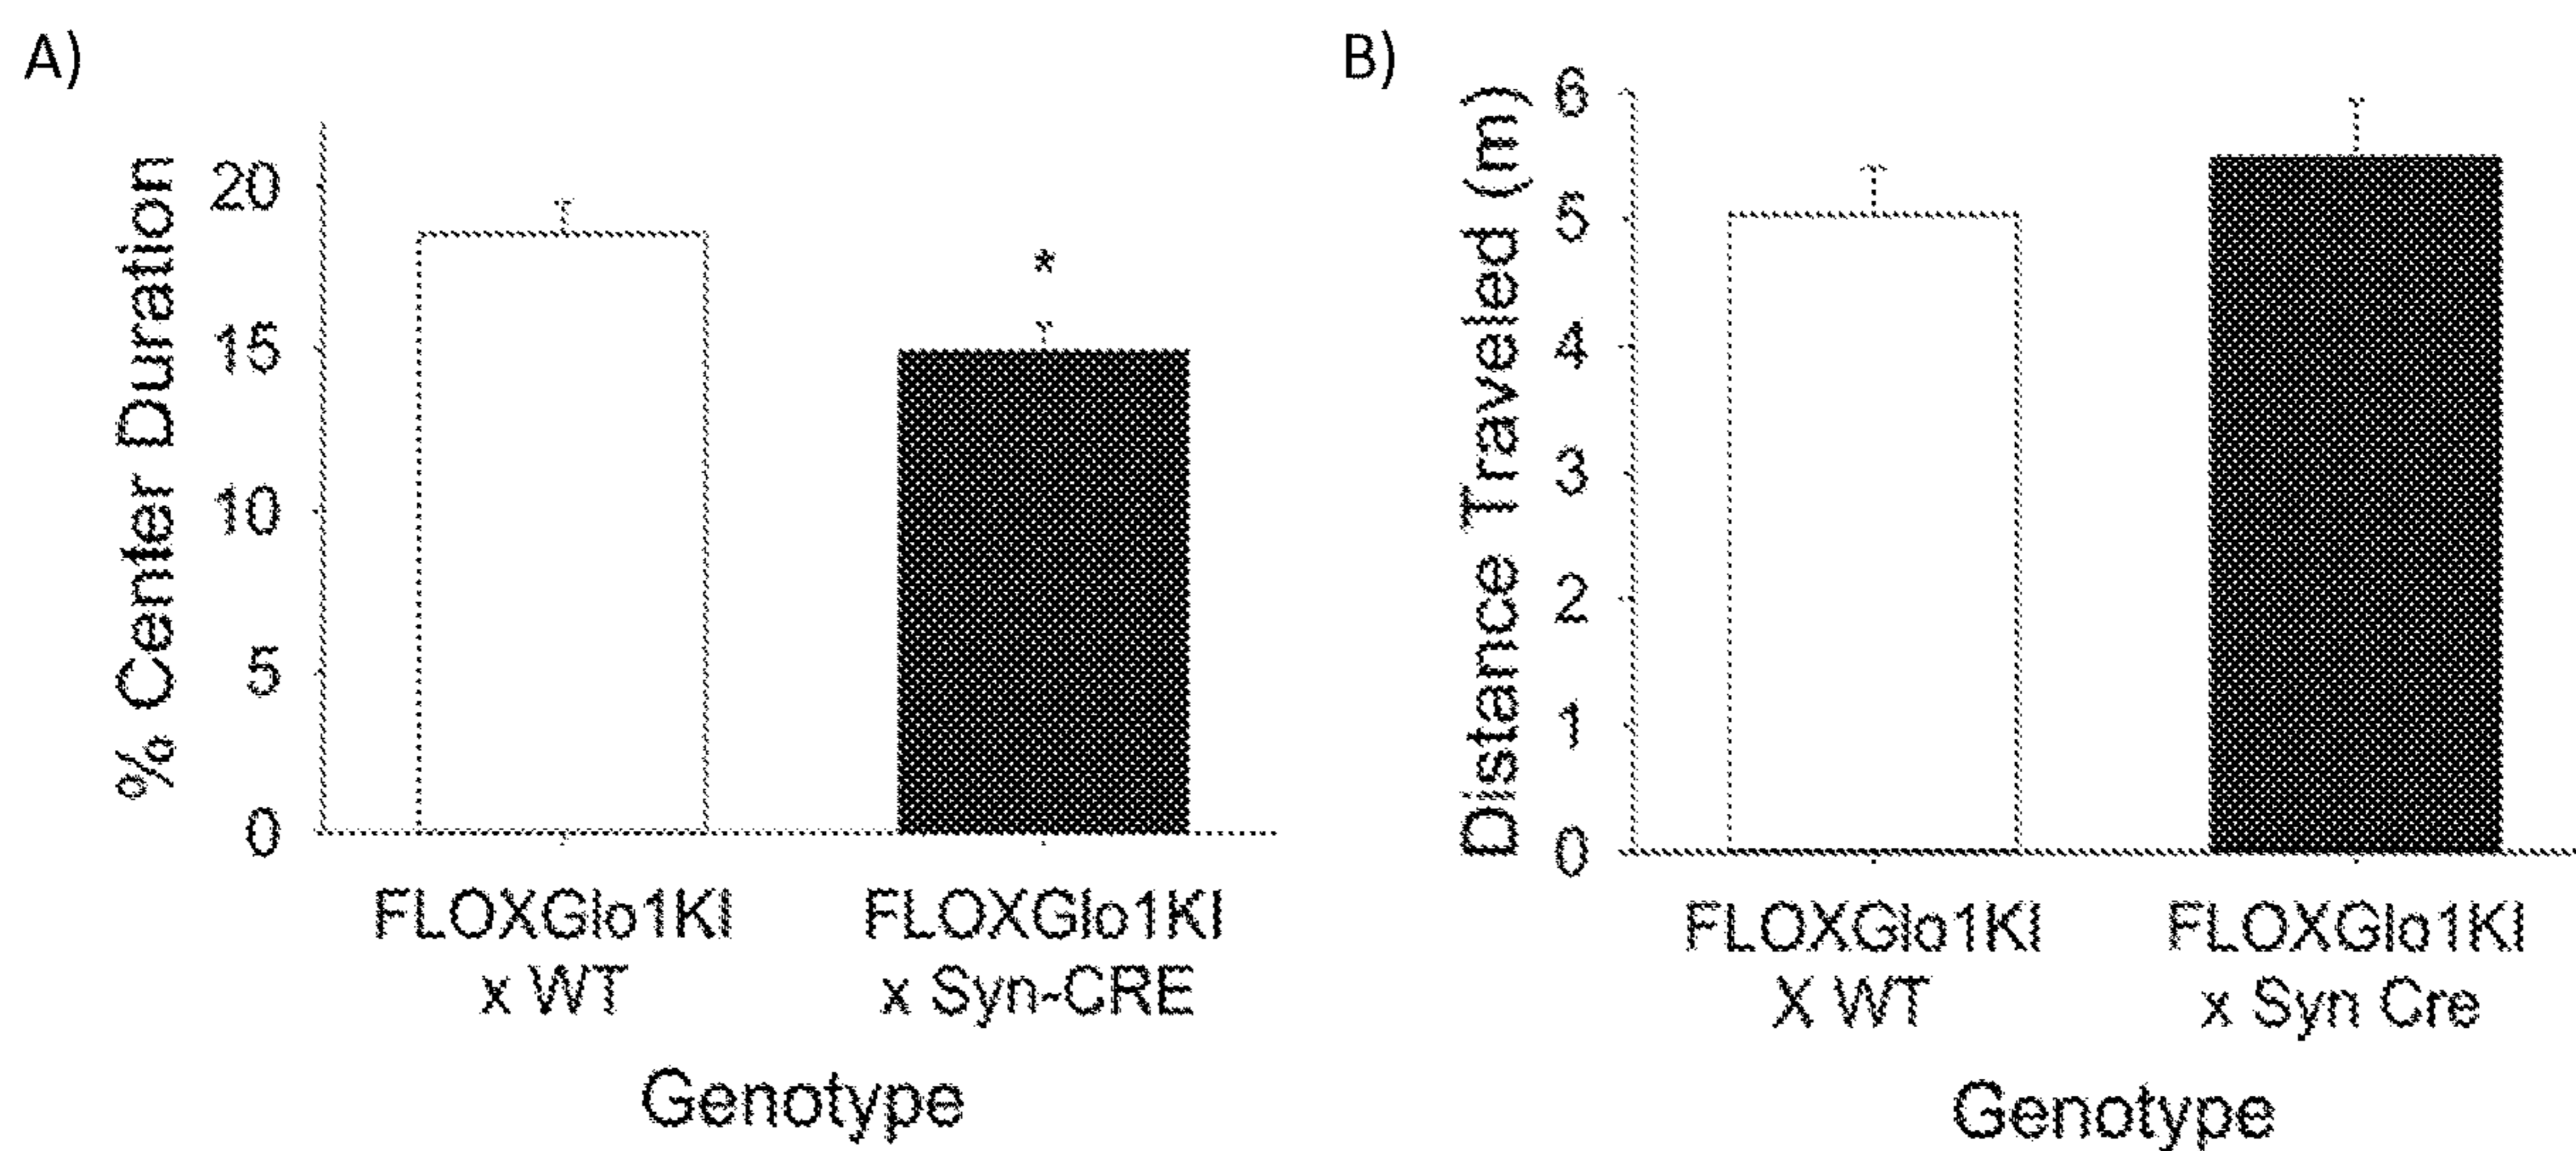 A)
% Center Duration
20
15
10
5
0
*
FLOXGlo1KI
x WT
FLOXGlo1KI
x Syn-CRE
Genotype
B)
Distance Traveled (m)
6
5
4
3
2
1
0
FLOXGlo1KI
X WT
FLOXGlo1KI
x Syn Cre
Genotype